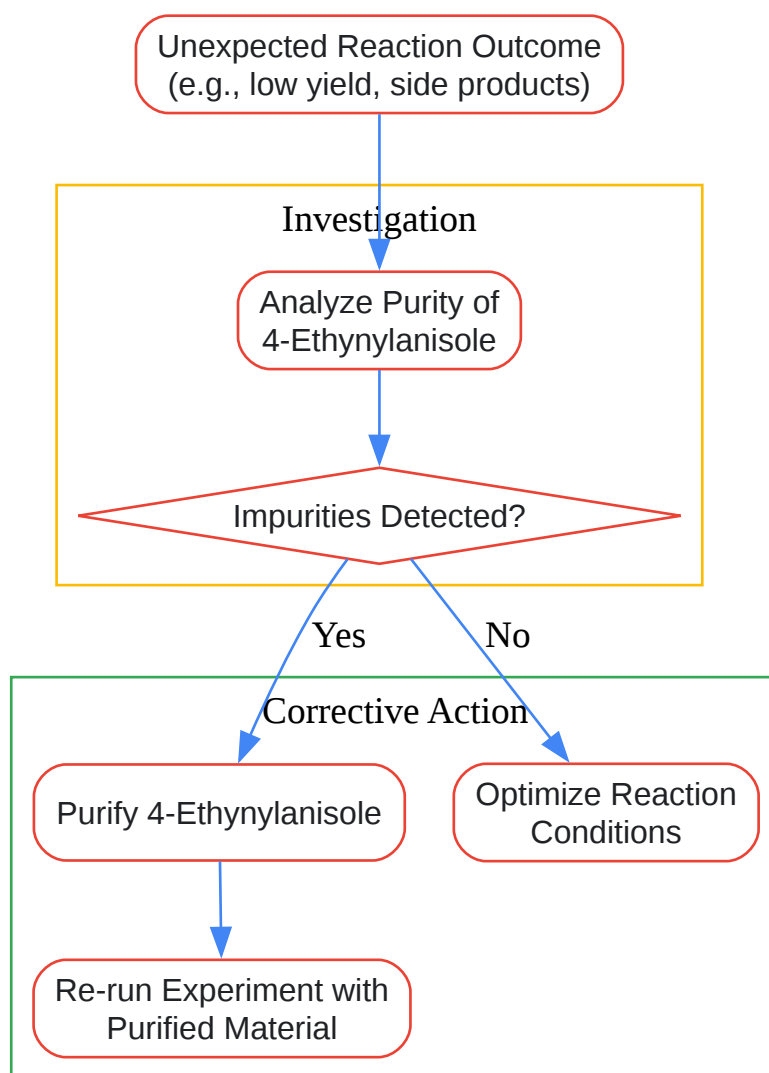 Unexpected Reaction Outcome
(e.g., low yield, side products)
Investigation
Analyze Purity of
4-Ethynylanisole
Impurities Detected?
Yes
No
Corrective Action
Purify 4-Ethynylanisole
Optimize Reaction
Conditions
Re-run Experiment with
Purified Material